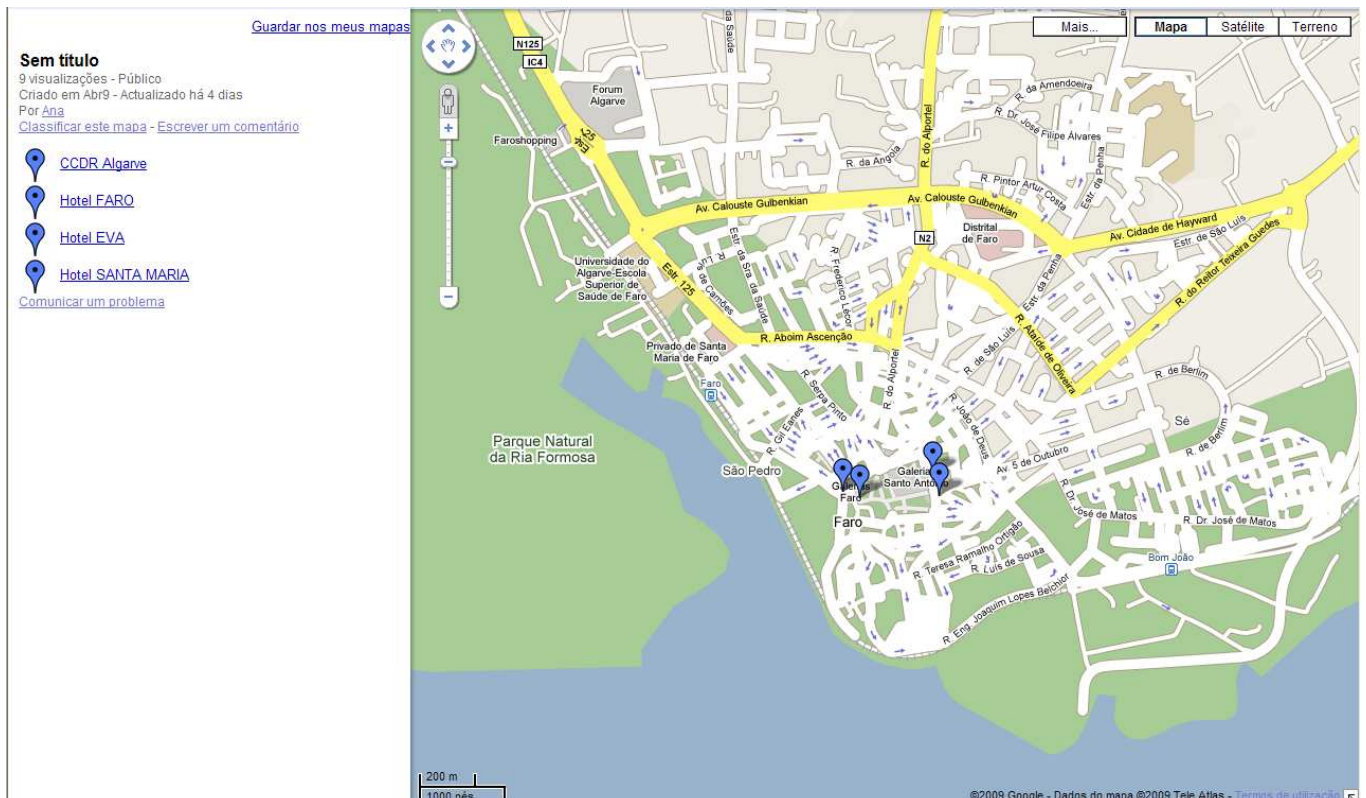 Guardar nos meus mapas
Sem título
9 visualizações - Público
Criado em Abr9 - Actualizado há 4 dias
Por Ana
Classificar este mapa - Escrever um comentário
CCDR Algarve
Hotel FARO
Hotel EVA
Hotel SANTA MARIA
Comunicar um problema
Mais...
Mapa
Satélite
Terreno
N125
IC4
da Saúde
Forum
Algarve
Faroshopping
Estr. 125
R. da Angola
R. do Alportel
R. da Amendoeira
R. Dr. José Filipe Álvares
R. Pintor Artur Costa
Estr. da Penha
Av. Calouste Gulbenkian
Av. Calouste Gulbenkian
Distrital
de Faro
N2
Av. Cidade de Hayward
Estr. de São Luís
R. do Reitor Teixeira Guedes
Universidade do
Algarve-Escola
Superior de
Saúde de Faro
Estr. 125
R. Luís de Camões
Estr. da Sra. da Saúde
R. Frederico Lécor
Estr. da Penha
R. Aboim Ascenção
R. Ataíde de Oliveira
R. de São Luís
Privado de Santa
Maria de Faro
Faro
R. Serpa Pinto
R. do Alportel
R. de Berlim
R. João de Deus
R. Gil Eanes
Sé
R. de Berlim
Parque Natural
da Ria Formosa
São Pedro
Av. 5 de Outubro
Galerias
Faro
Galeria
Santo António
Faro
R. Dr. José de Matos
R. Dr. José de Matos
R. Teresa Ramalho Ortigão
R. Luís de Sousa
Bom João
R. Eng. Joaquim Lopes Belchior
200 m
1000 pés
©2009 Google - Dados do mapa ©2009 Tele Atlas - Termos de utilização